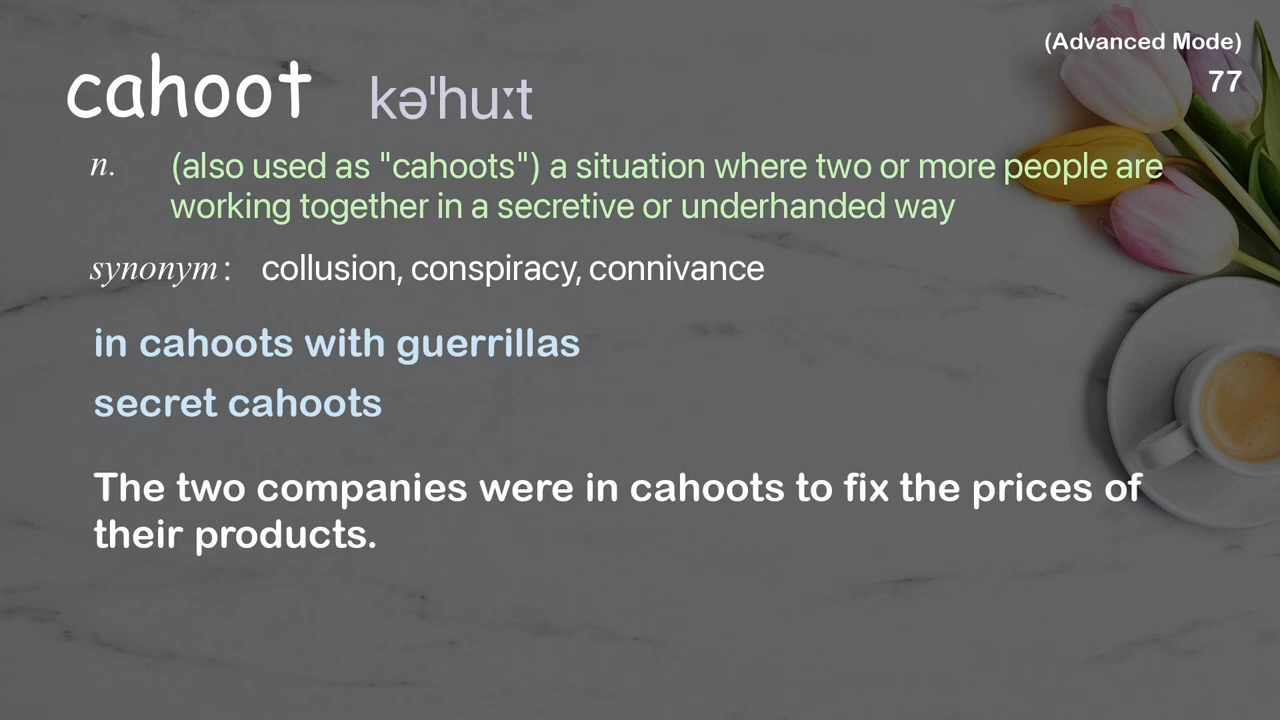 (Advanced Mode)
77
cahoot kəˈhuːt
n. (also used as "cahoots") a situation where two or more people are
working together in a secretive or underhanded way
synonym: collusion, conspiracy, connivance
in cahoots with guerrillas
secret cahoots
The two companies were in cahoots to fix the prices of
their products.